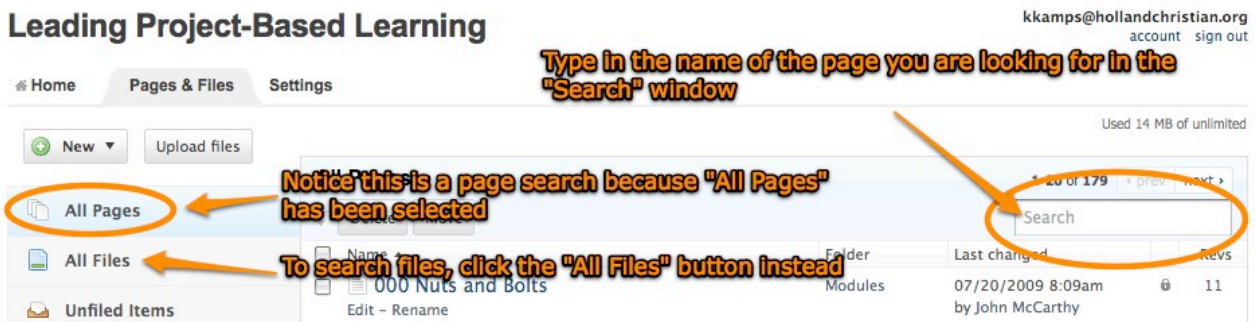 Leading Project-Based Learning
kkamps@hollandchristian.org
account sign out
Type in the name of the page you are looking for in the
"Search" window
Home Pages & Files Settings
Used 14 MB of unlimited
New ▼ Upload files
Notice this is a page search because "All Pages"
has been selected
1-20 of 179 ‹ prev next ›
All Pages
Search
All Files
To search files, click the "All Files" button instead
Name Folder Last changed Revs
000 Nuts and Bolts Modules 07/20/2009 8:09am 11
Edit – Rename by John McCarthy
Unfiled Items